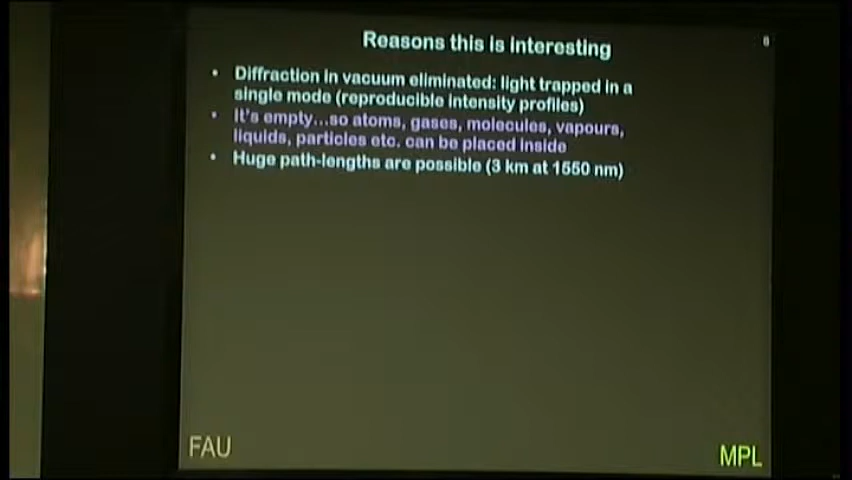 Reasons this is interesting
8
• Diffraction in vacuum eliminated: light trapped in a
single mode (reproducible intensity profiles)
• It's empty...so atoms, gases, molecules, vapours,
liquids, particles etc. can be placed inside
• Huge path-lengths are possible (3 km at 1550 nm)
FAU
MPL